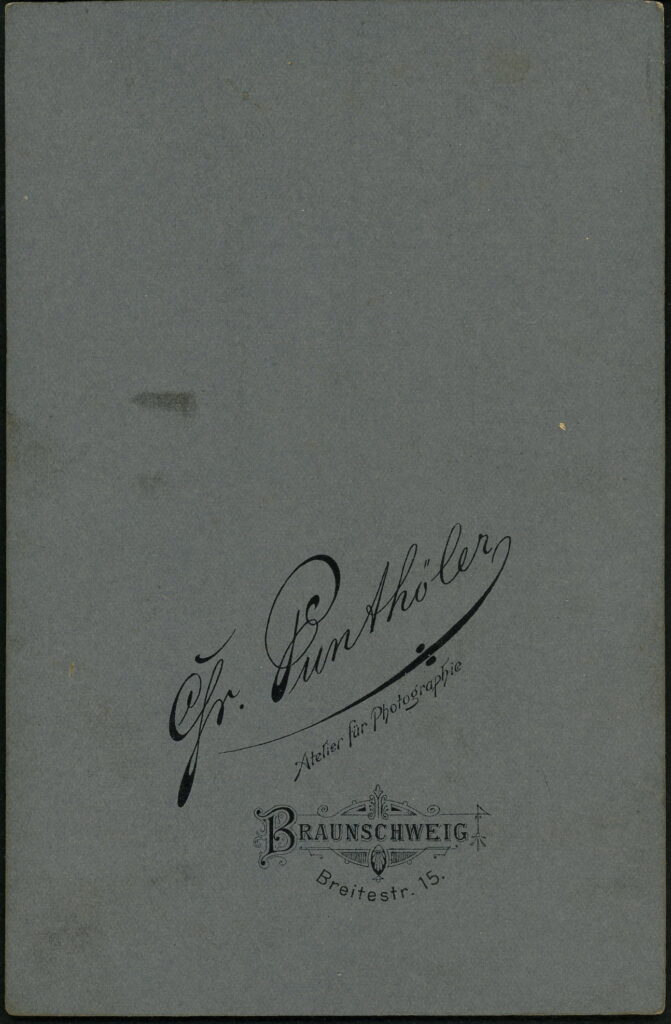 Chr. Punthöler
Atelier für Photographie
BRAUNSCHWEIG
Breitestr. 15.